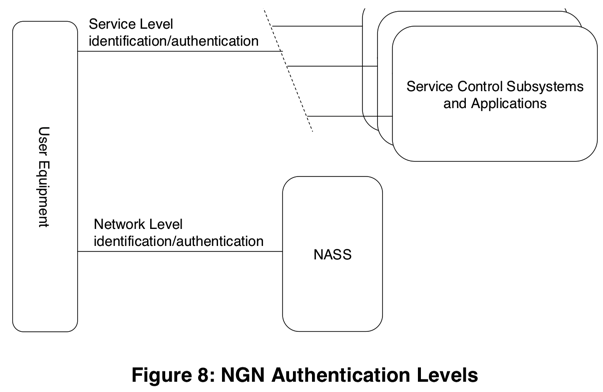 Service Level
identification/authentication
Service Control Subsystems
and Applications
User Equipment
Network Level
identification/authentication
NASS
Figure 8: NGN Authentication Levels